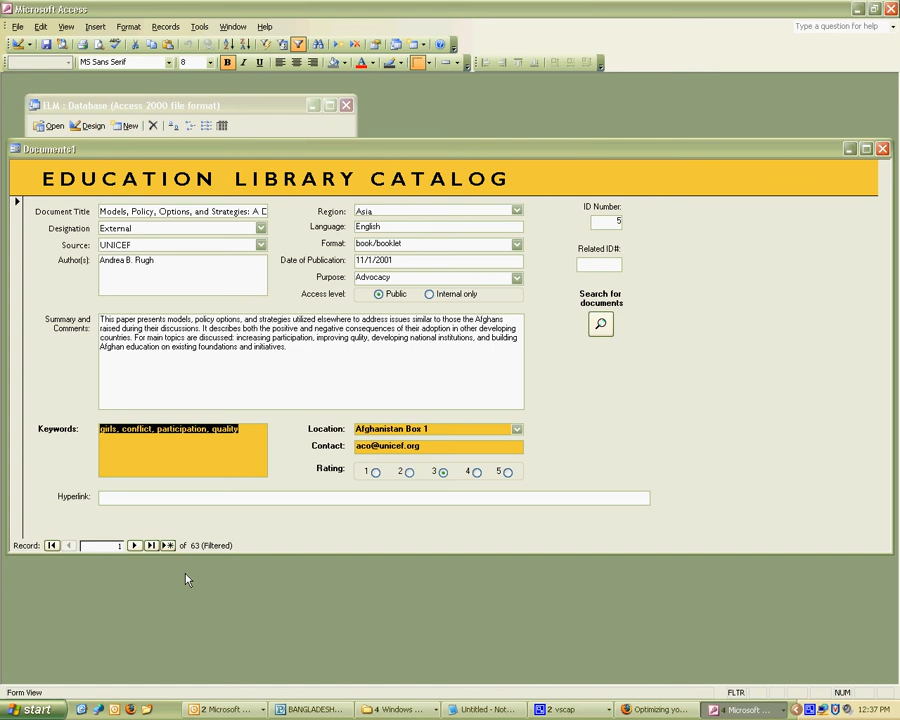 Microsoft Access
File Edit View Insert Format Records Tools Window Help
Type a question for help
MS Sans Serif 8 B I U A
ELM : Database (Access 2000 file format)
Open Design New
Documents1
EDUCATION LIBRARY CATALOG
Document Title Models, Policy, Options, and Strategies: A
Designation: External
Source: UNICEF
Author(s): Andrea B. Rugh
Region: Asia
Language: English
Format: book/booklet
Date of Publication: 11/1/2001
Purpose: Advocacy
Access level: Public Internal only
ID Number: 5
Related ID#:
Search for
documents
Summary and
Comments:
This paper presents models, policy options, and strategies utilized elsewhere to address issues similar to those the Afghans
raised during their discussions. It describes both the positive and negative consequences of their adoption in other developing
countries. For main topics are discussed: increasing participation, improving qulity, developing national institutions, and building
Afghan education on existing foundations and initiatives.
Keywords: girls, conflict, participation, quality
Location: Afghanistan Box 1
Contact: aco@unicef.org
Rating: 1 2 3 4 5
Hyperlink:
Record: 1 of 63 (Filtered)
Form View FLTR NUM
start 2 Microsoft ... BANGLADESH... 4 Windows ... Untitled - Not... 2 vscap Optimizing yo... 4 Microsoft ... 12:37 PM